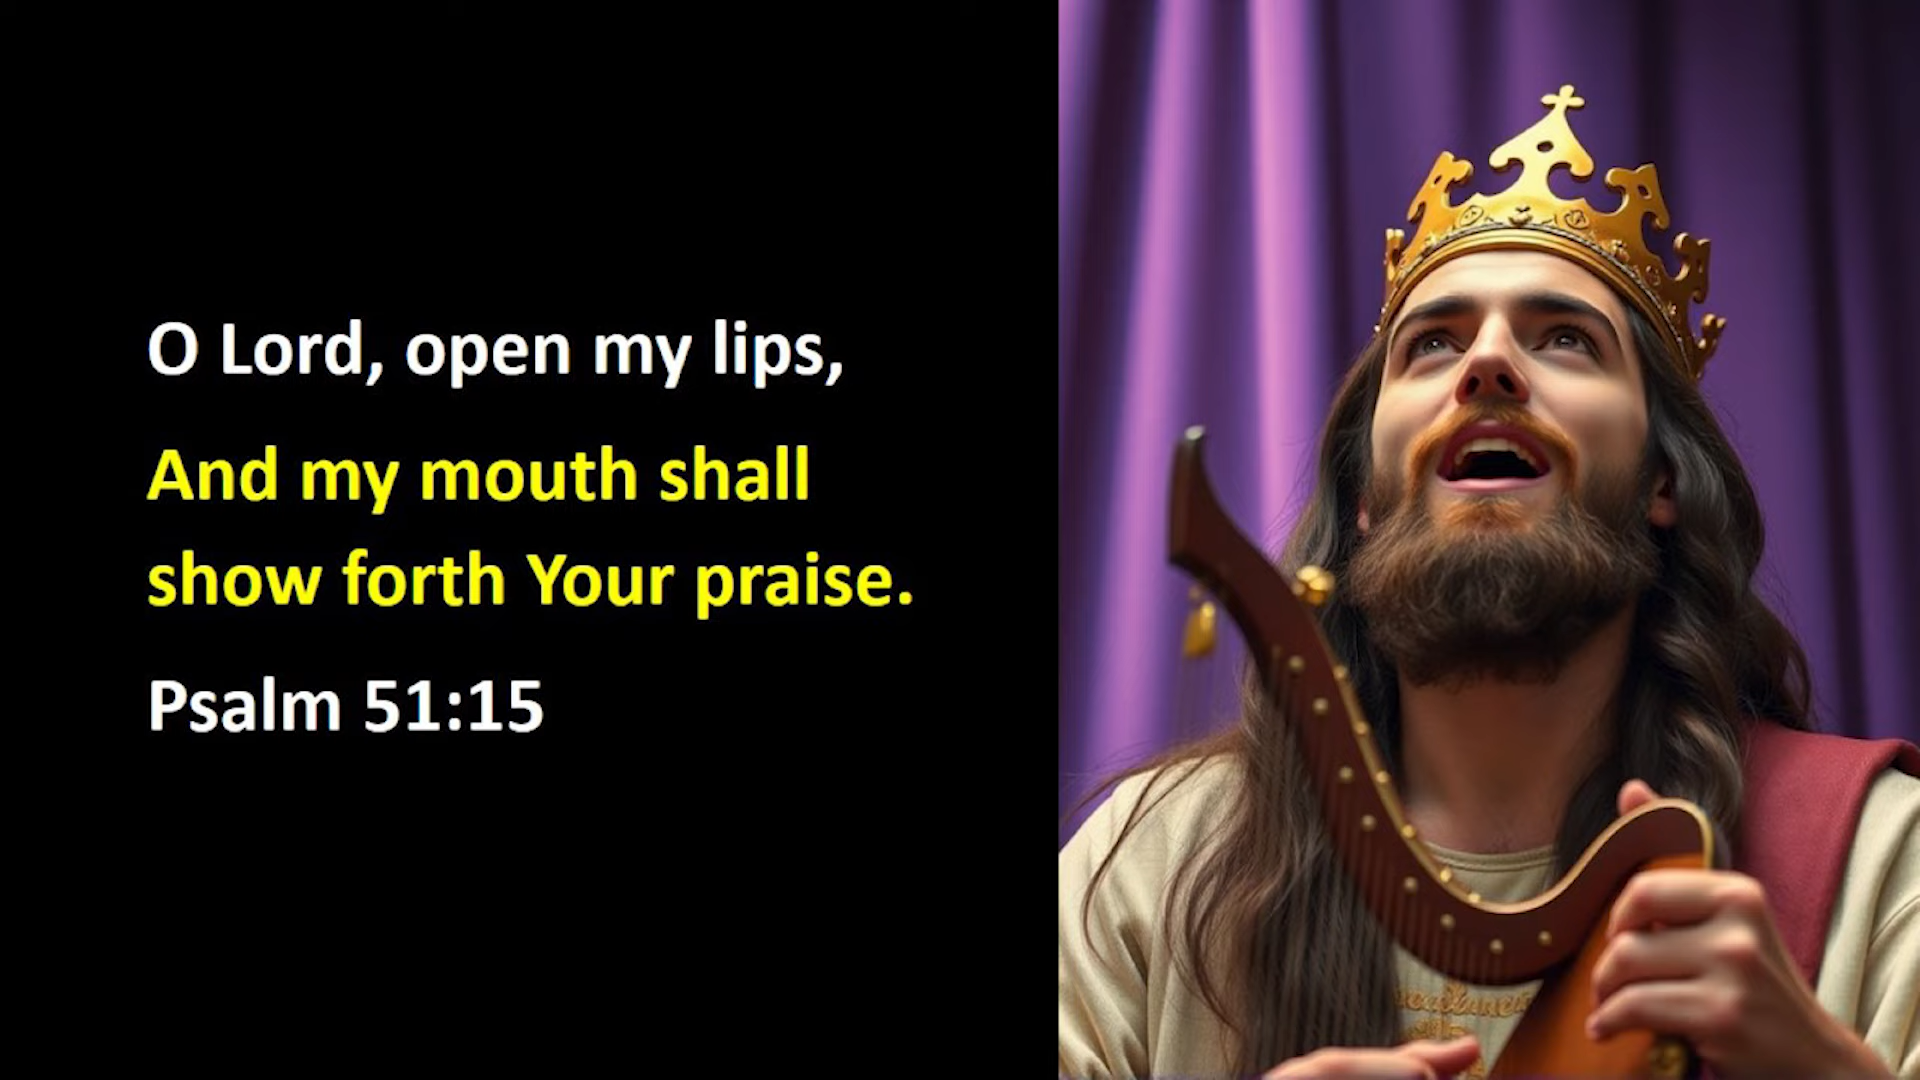 O Lord, open my lips,
And my mouth shall
show forth Your praise.
Psalm 51:15